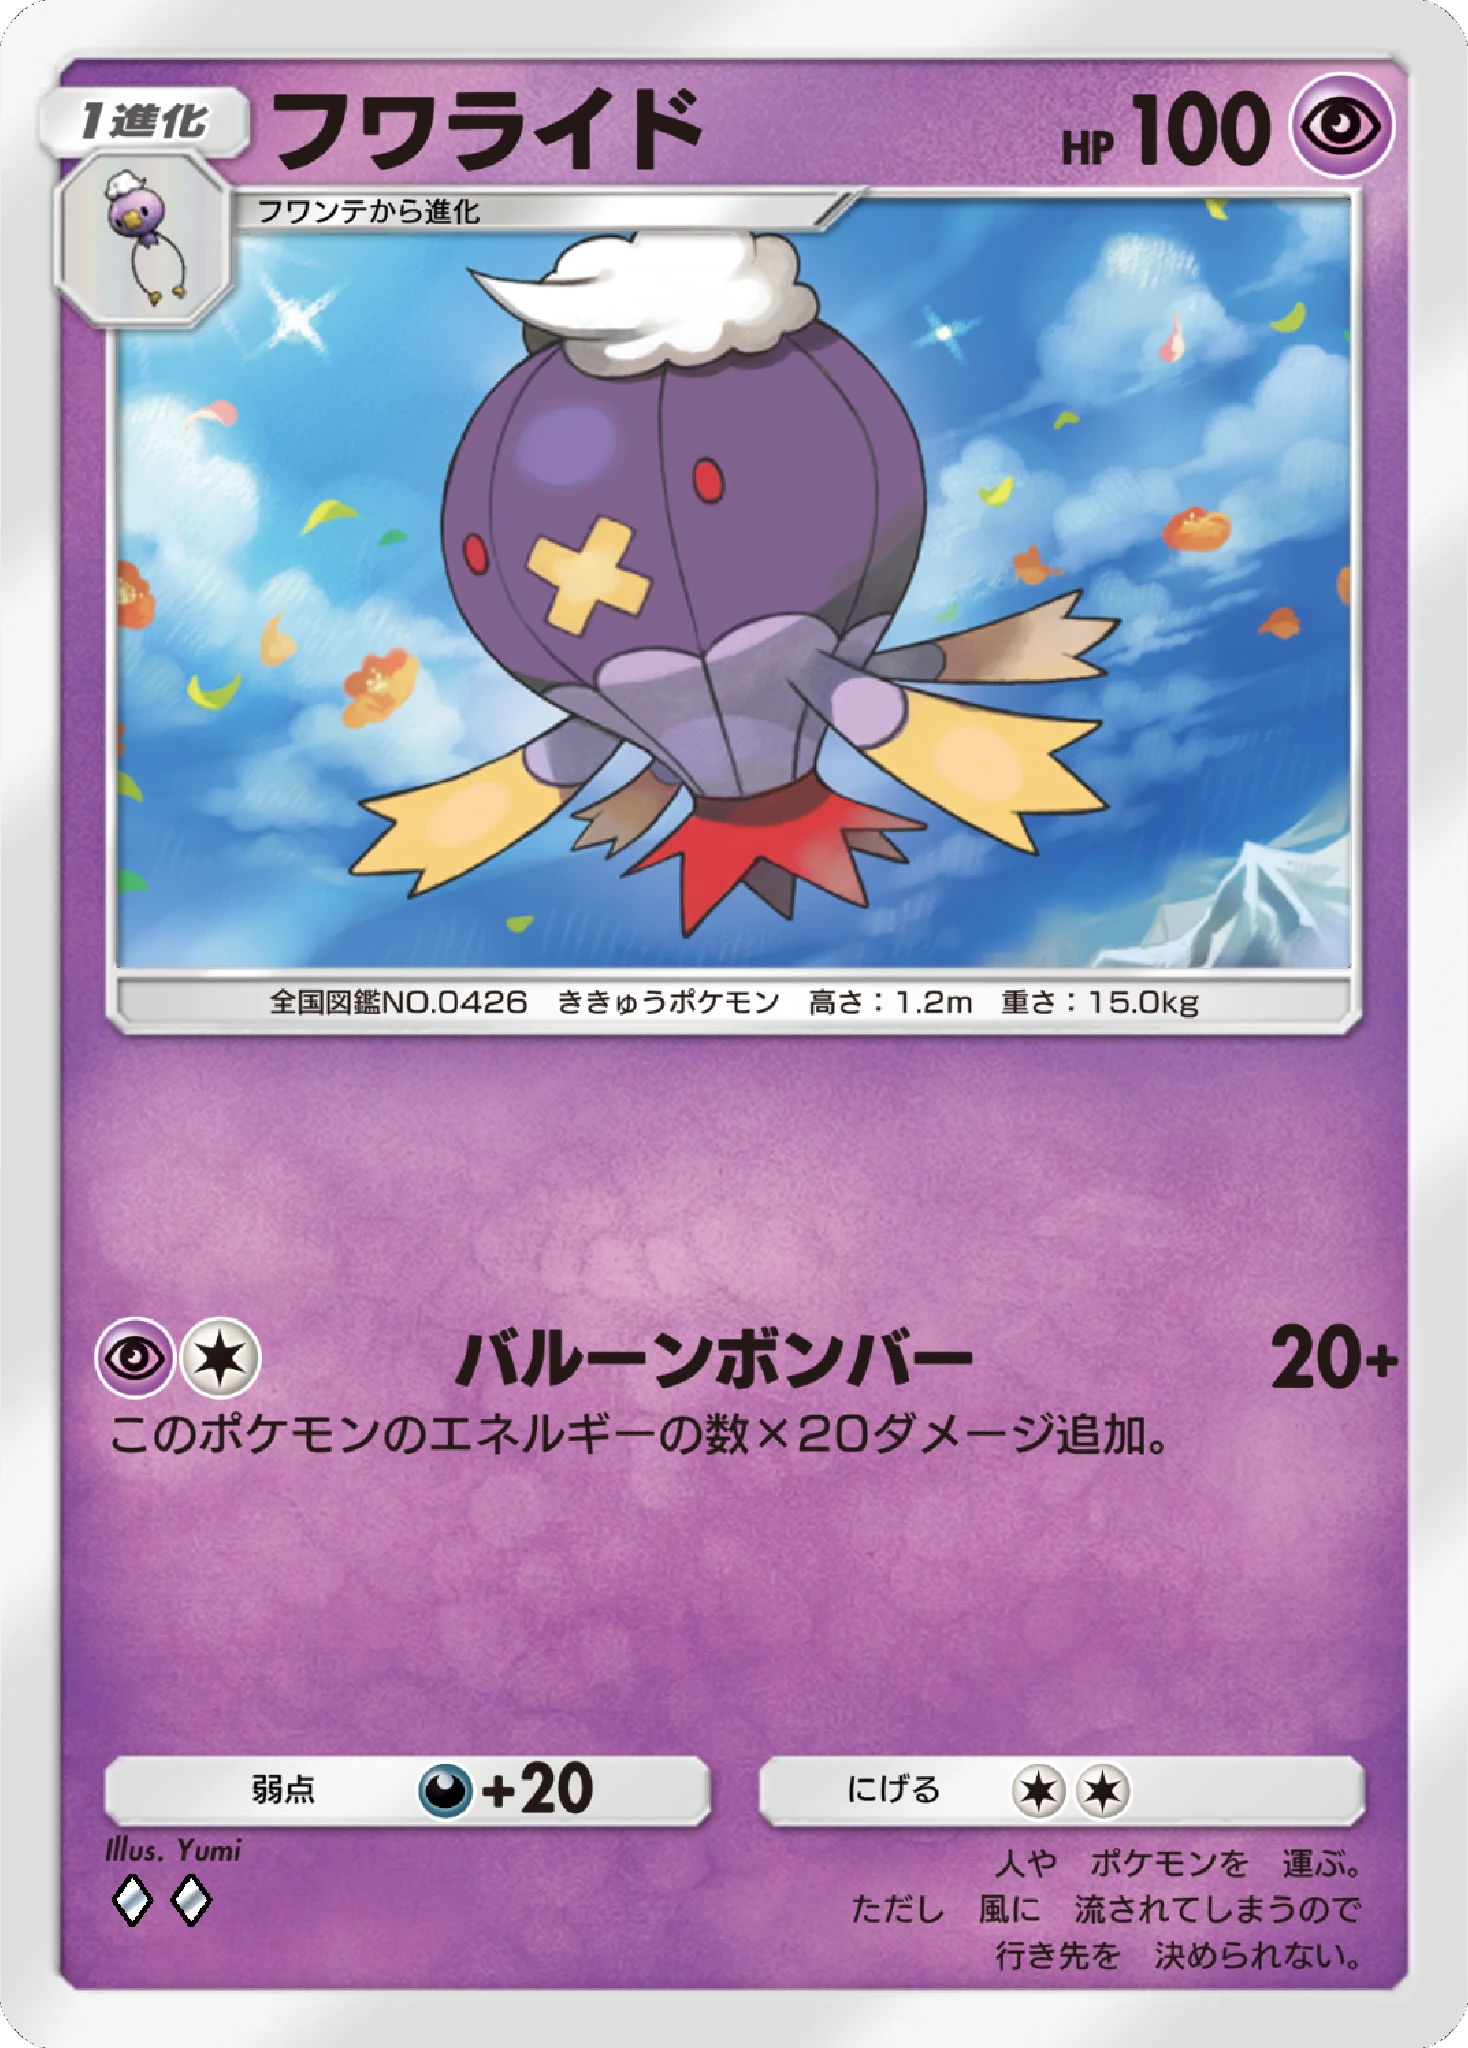 1進化
フワライド
HP 100
フワンテから進化
全国図鑑NO.0426 ききゅうポケモン 高さ：1.2m 重さ：15.0kg
バルーンボンバー 20+
このポケモンのエネルギーの数×20ダメージ追加。
弱点 +20
にげる
Illus. Yumi
人や ポケモンを 運ぶ。
ただし 風に 流されてしまうので
行き先を 決められない。